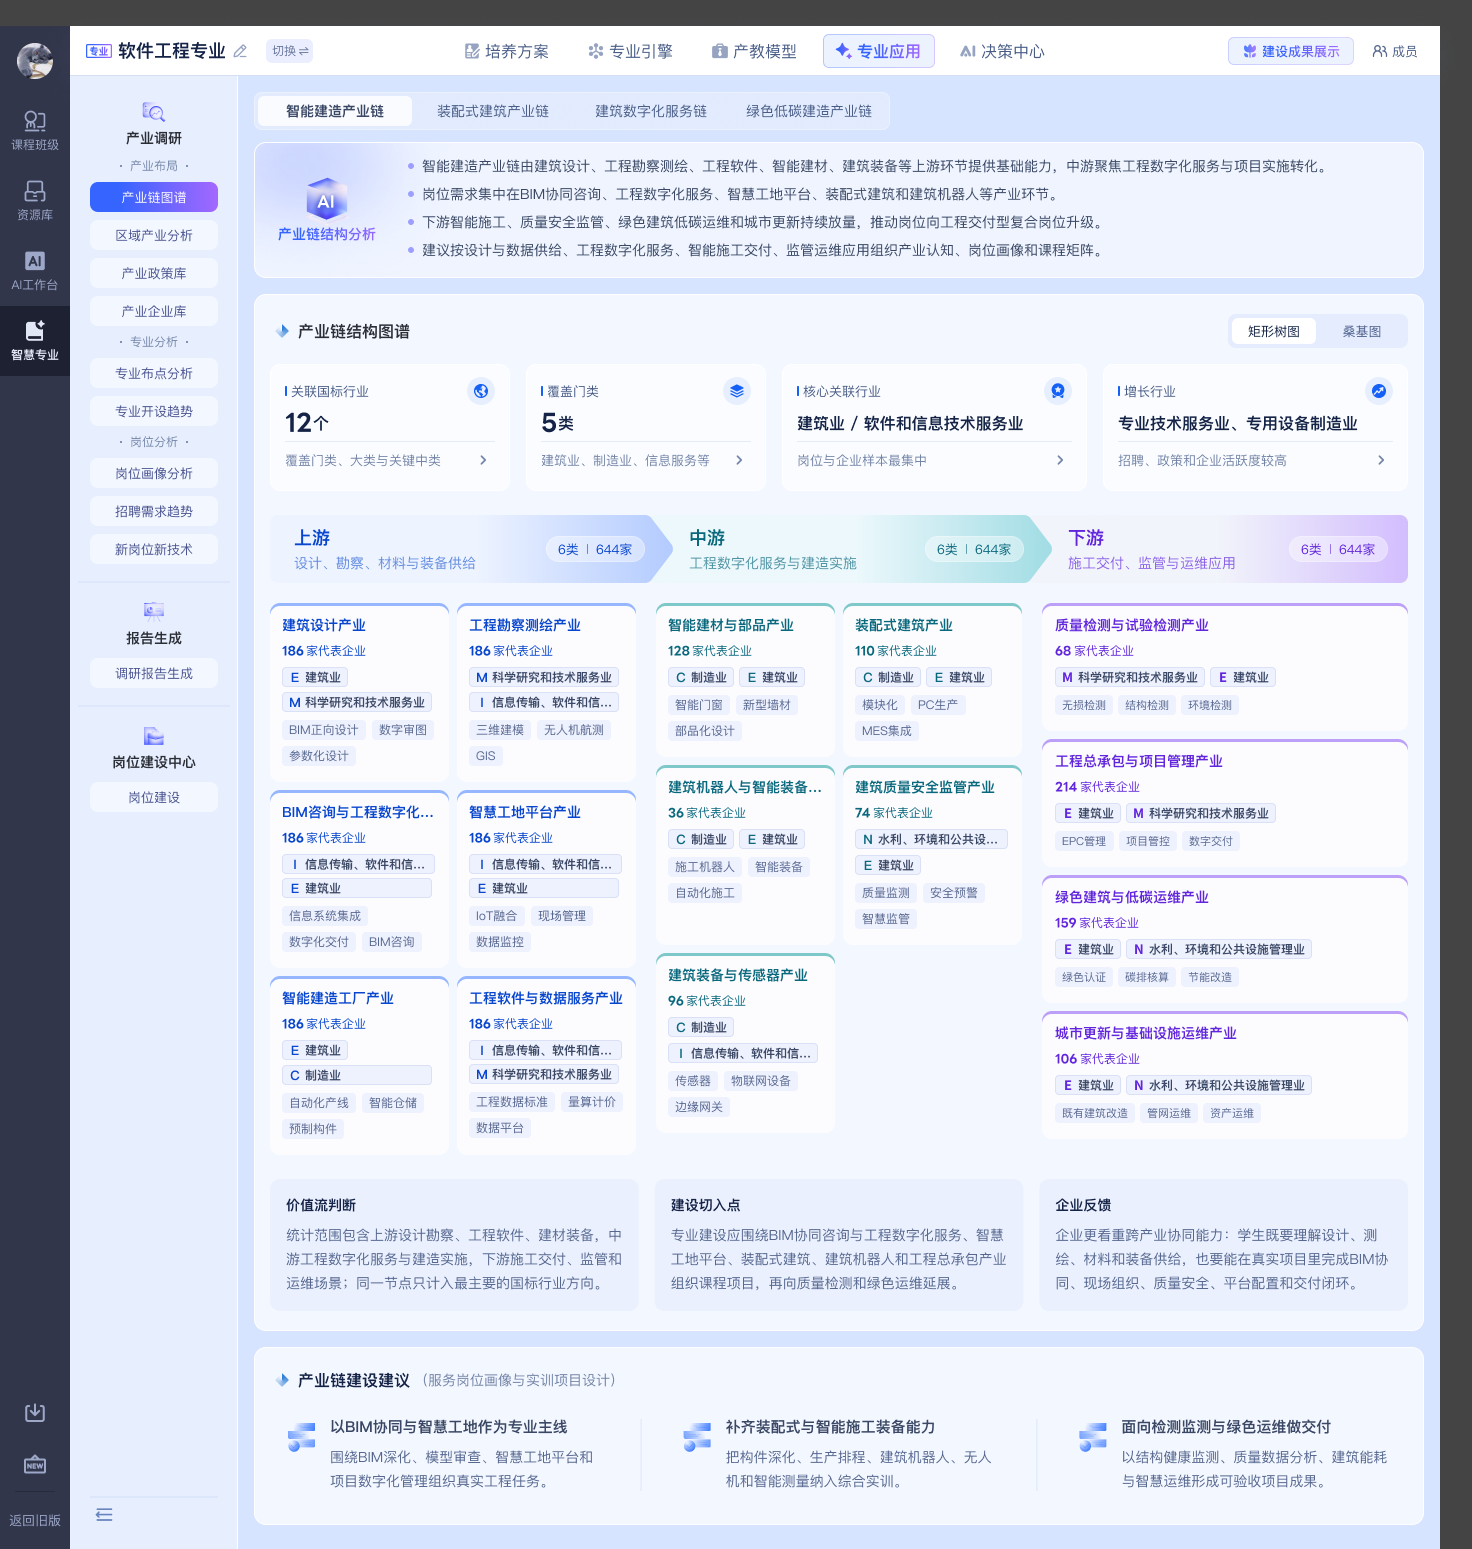 专业 软件工程专业 切换
培养方案
专业引擎
产教模型
专业应用
决策中心
建设成果展示
成员
课程班级
资源库
AI
AI工作台
智慧专业
NEW
返回旧版
产业调研
· 产业布局 ·
产业链图谱
区域产业分析
产业政策库
产业企业库
· 专业分析 ·
专业布点分析
专业开设趋势
· 岗位分析 ·
岗位画像分析
招聘需求趋势
新岗位新技术
报告生成
调研报告生成
岗位建设中心
岗位建设
智能建造产业链
装配式建筑产业链
建筑数字化服务链
绿色低碳建造产业链
AI
产业链结构分析
智能建造产业链由建筑设计、工程勘察测绘、工程软件、智能建材、建筑装备等上游环节提供基础能力，中游聚焦工程数字化服务与项目实施转化。
岗位需求集中在BIM协同咨询、工程数字化服务、智慧工地平台、装配式建筑和建筑机器人等产业环节。
下游智能施工、质量安全监管、绿色建筑低碳运维和城市更新持续放量，推动岗位向工程交付型复合岗位升级。
建议按设计与数据供给、工程数字化服务、智能施工交付、监管运维应用组织产业认知、岗位画像和课程矩阵。
产业链结构图谱
矩形树图
桑基图
关联国标行业
12个
覆盖门类、大类与关键中类
覆盖门类
5类
建筑业、制造业、信息服务等
核心关联行业
建筑业 / 软件和信息技术服务业
岗位与企业样本最集中
增长行业
专业技术服务业、专用设备制造业
招聘、政策和企业活跃度较高
上游
设计、勘察、材料与装备供给
6类 | 644家
中游
工程数字化服务与建造实施
6类 | 644家
下游
施工交付、监管与运维应用
6类 | 644家
建筑设计产业
186 家代表企业
E 建筑业
M 科学研究和技术服务业
BIM正向设计 数字审图
参数化设计
工程勘察测绘产业
186 家代表企业
M 科学研究和技术服务业
I 信息传输、软件和信...
三维建模 无人机航测
GIS
BIM咨询与工程数字化...
186 家代表企业
I 信息传输、软件和信...
E 建筑业
信息系统集成
数字化交付 BIM咨询
智慧工地平台产业
186 家代表企业
I 信息传输、软件和信...
E 建筑业
IoT融合 现场管理
数据监控
智能建造工厂产业
186 家代表企业
E 建筑业
C 制造业
自动化产线 智能仓储
预制构件
工程软件与数据服务产业
186 家代表企业
I 信息传输、软件和信...
M 科学研究和技术服务业
工程数据标准 量算计价
数据平台
智能建材与部品产业
128 家代表企业
C 制造业 E 建筑业
智能门窗 新型墙材
部品化设计
装配式建筑产业
110 家代表企业
C 制造业 E 建筑业
模块化 PC生产
MES集成
建筑机器人与智能装备...
36 家代表企业
C 制造业 E 建筑业
施工机器人 智能装备
自动化施工
建筑质量安全监管产业
74 家代表企业
N 水利、环境和公共设...
E 建筑业
质量监测 安全预警
智慧监管
建筑装备与传感器产业
96 家代表企业
C 制造业
I 信息传输、软件和信...
传感器 物联网设备
边缘网关
质量检测与试验检测产业
68 家代表企业
M 科学研究和技术服务业 E 建筑业
无损检测 结构检测 环境检测
工程总承包与项目管理产业
214 家代表企业
E 建筑业 M 科学研究和技术服务业
EPC管理 项目管控 数字交付
绿色建筑与低碳运维产业
159 家代表企业
E 建筑业 N 水利、环境和公共设施管理业
绿色认证 碳排核算 节能改造
城市更新与基础设施运维产业
106 家代表企业
E 建筑业 N 水利、环境和公共设施管理业
既有建筑改造 管网运维 资产运维
价值流判断
统计范围包含上游设计勘察、工程软件、建材装备，中
游工程数字化服务与建造实施，下游施工交付、监管和
运维场景；同一节点只计入最主要的国标行业方向。
建设切入点
专业建设应围绕BIM协同咨询与工程数字化服务、智慧
工地平台、装配式建筑、建筑机器人和工程总承包产业
组织课程项目，再向质量检测和绿色运维延展。
企业反馈
企业更看重跨产业协同能力：学生既要理解设计、测
绘、材料和装备供给，也要能在真实项目里完成BIM协
同、现场组织、质量安全、平台配置和交付闭环。
产业链建设建议 （服务岗位画像与实训项目设计）
以BIM协同与智慧工地作为专业主线
围绕BIM深化、模型审查、智慧工地平台和
项目数字化管理组织真实工程任务。
补齐装配式与智能施工装备能力
把构件深化、生产排程、建筑机器人、无人
机和智能测量纳入综合实训。
面向检测监测与绿色运维做交付
以结构健康监测、质量数据分析、建筑能耗
与智慧运维形成可验收项目成果。